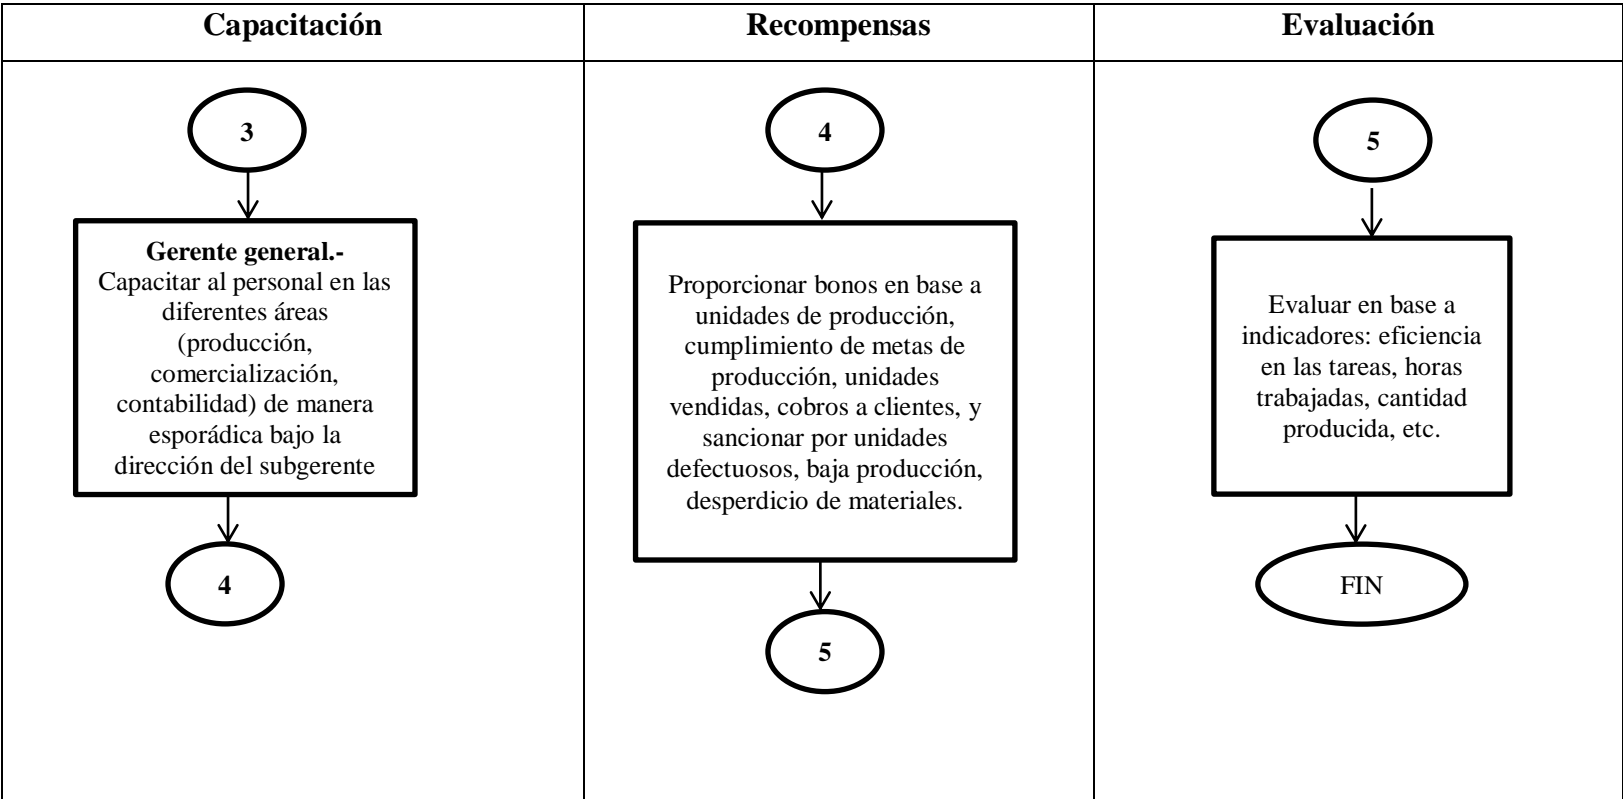 Capacitación
Recompensas
Evaluación
3
Gerente general.-
Capacitar al personal en las
diferentes áreas
(producción,
comercialización,
contabilidad) de manera
esporádica bajo la
dirección del subgerente
4
4
Proporcionar bonos en base a
unidades de producción,
cumplimiento de metas de
producción, unidades
vendidas, cobros a clientes, y
sancionar por unidades
defectuosos, baja producción,
desperdicio de materiales.
5
5
Evaluar en base a
indicadores: eficiencia
en las tareas, horas
trabajadas, cantidad
producida, etc.
FIN